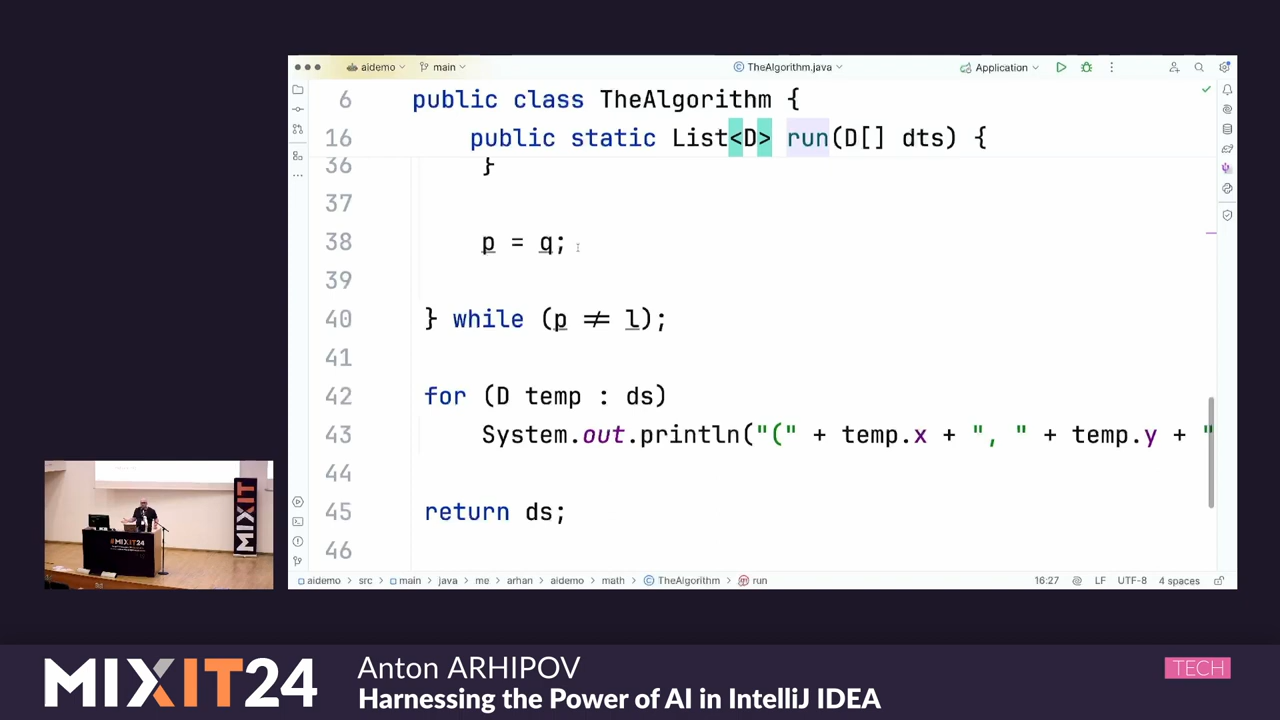 aidemo
main
TheAlgorithm.java
Application
6 public class TheAlgorithm {
16 public static List<D> run(D[] dts) {
36 }
37
38 p = q;
39
40 } while (p ≠ l);
41
42 for (D temp : ds)
43 System.out.println("(" + temp.x + ", " + temp.y + "
44
45 return ds;
46
aidemo > src > main > java > me > arhan > aidemo > math > TheAlgorithm > run
16:27 LF UTF-8 4 spaces
MIXIT
#MIXIT24
MIXIT24
Anton ARHIPOV
Harnessing the Power of AI in IntelliJ IDEA
TECH